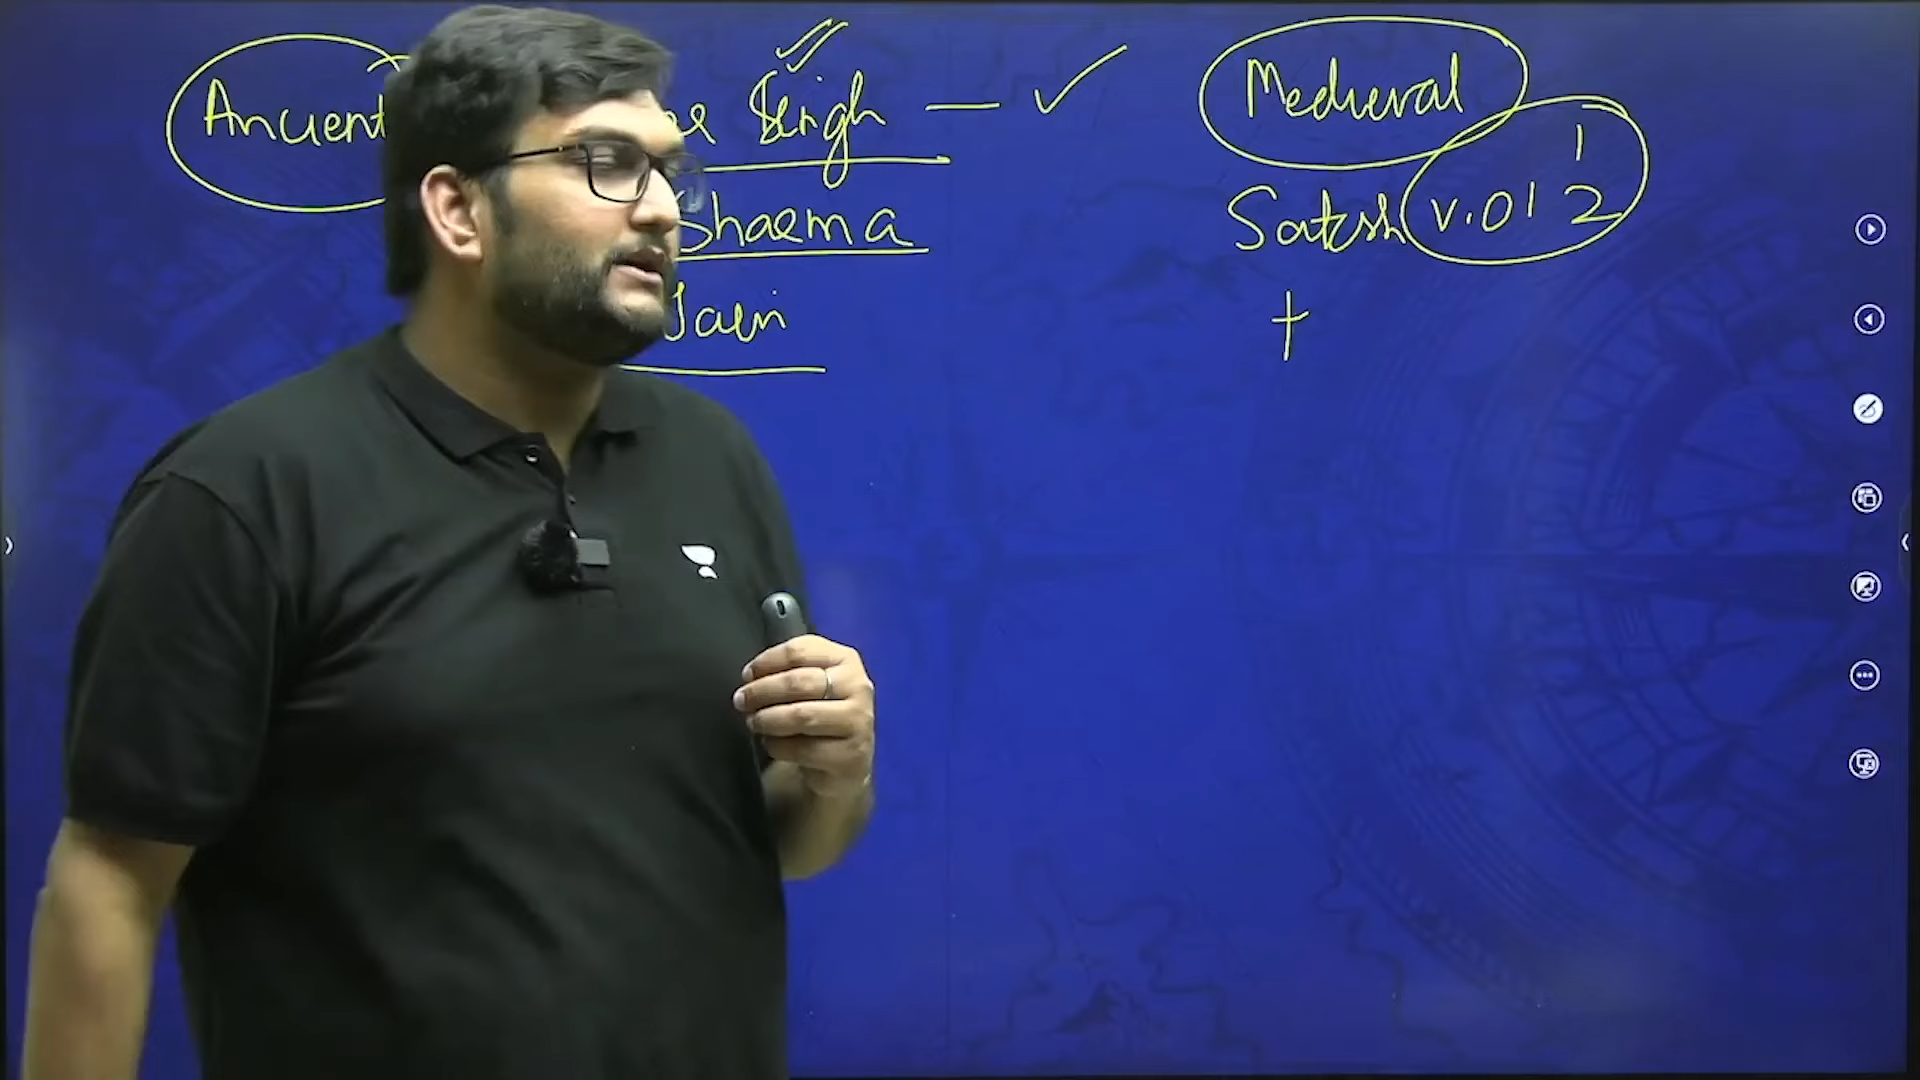 Ancient Singh — ✓
Sharma
Jain
Medieval
Satish v.01 2
1
+